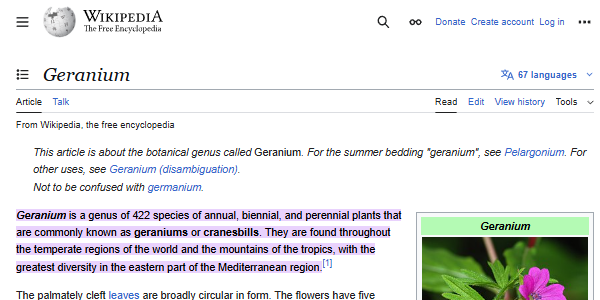 WIKIPEDIA
The Free Encyclopedia
Donate Create account Log in
Geranium
67 languages
Article Talk
Read Edit View history Tools
From Wikipedia, the free encyclopedia
This article is about the botanical genus called Geranium. For the summer bedding "geranium", see Pelargonium. For
other uses, see Geranium (disambiguation).
Not to be confused with germanium.
Geranium is a genus of 422 species of annual, biennial, and perennial plants that
are commonly known as geraniums or cranesbills. They are found throughout
the temperate regions of the world and the mountains of the tropics, with the
greatest diversity in the eastern part of the Mediterranean region.[1]
Geranium
The palmately cleft leaves are broadly circular in form. The flowers have five